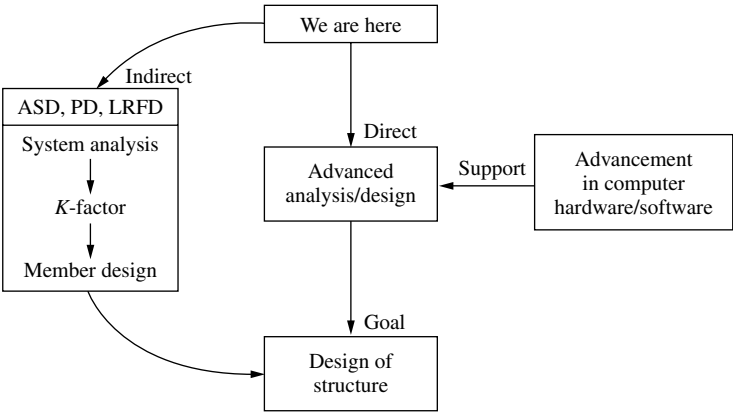 We are here
Indirect
ASD, PD, LRFD
System analysis
K-factor
Member design
Direct
Advanced
analysis/design
Support
Advancement
in computer
hardware/software
Goal
Design of
structure